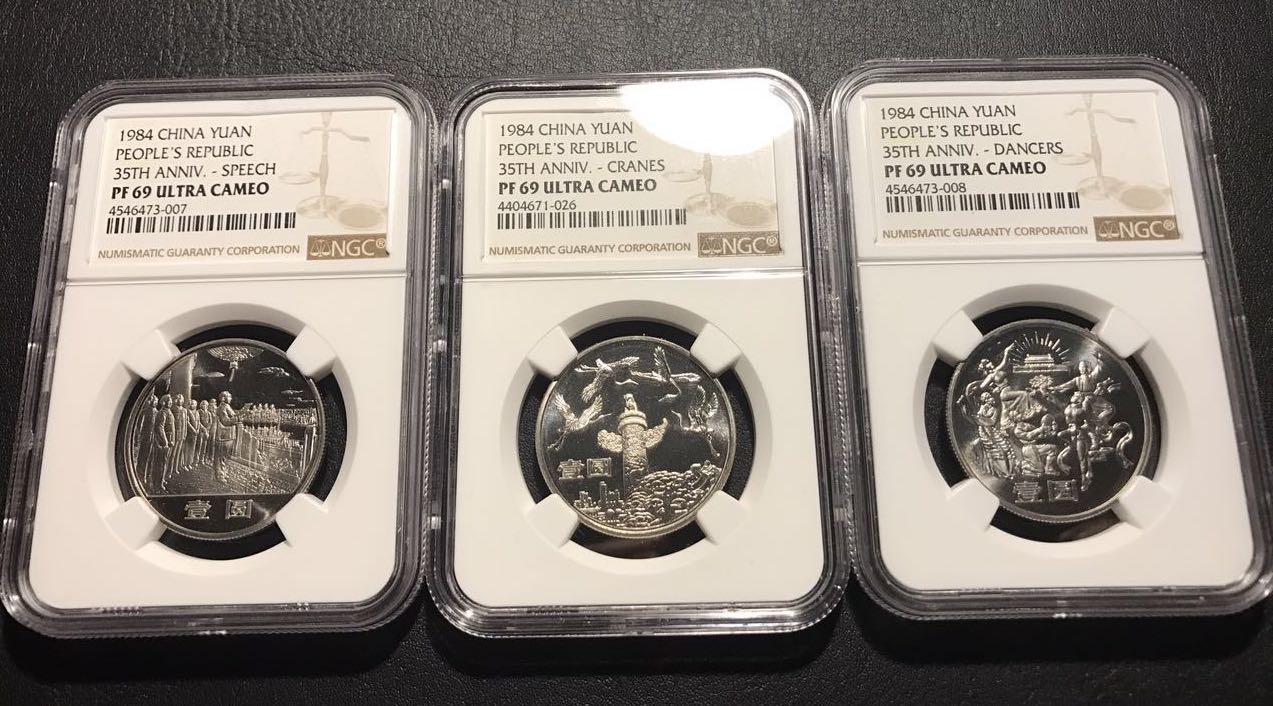 1984 CHINA YUAN
PEOPLE'S REPUBLIC
35TH ANNIV. - SPEECH
PF 69 ULTRA CAMEO
4546473-007
NUMISMATIC GUARANTY CORPORATION NGC®
壹圆
1984 CHINA YUAN
PEOPLE'S REPUBLIC
35TH ANNIV. - CRANES
PF 69 ULTRA CAMEO
4404671-026
NUMISMATIC GUARANTY CORPORATION NGC®
壹圆
1984 CHINA YUAN
PEOPLE'S REPUBLIC
35TH ANNIV. - DANCERS
PF 69 ULTRA CAMEO
4546473-008
NUMISMATIC GUARANTY CORPORATION NGC®
壹圆